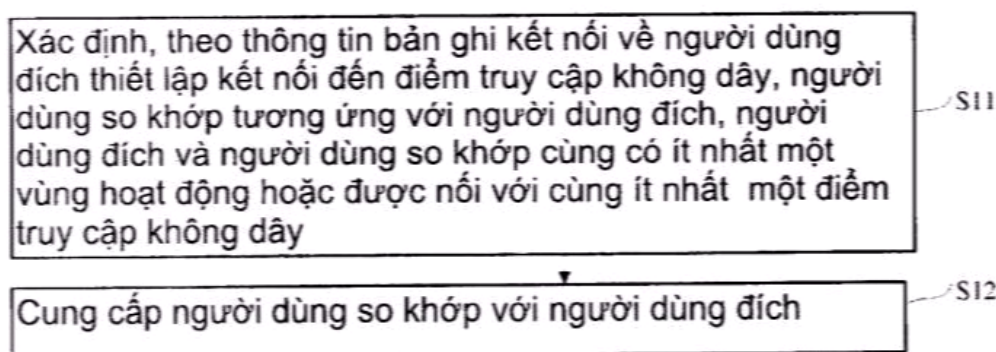 Xác định, theo thông tin bản ghi kết nối về người dùng
đích thiết lập kết nối đến điểm truy cập không dây, người
dùng so khớp tương ứng với người dùng đích, người
dùng đích và người dùng so khớp cùng có ít nhất một
vùng hoạt động hoặc được nối với cùng ít nhất một điểm
truy cập không dây
S11
Cung cấp người dùng so khớp với người dùng đích
S12